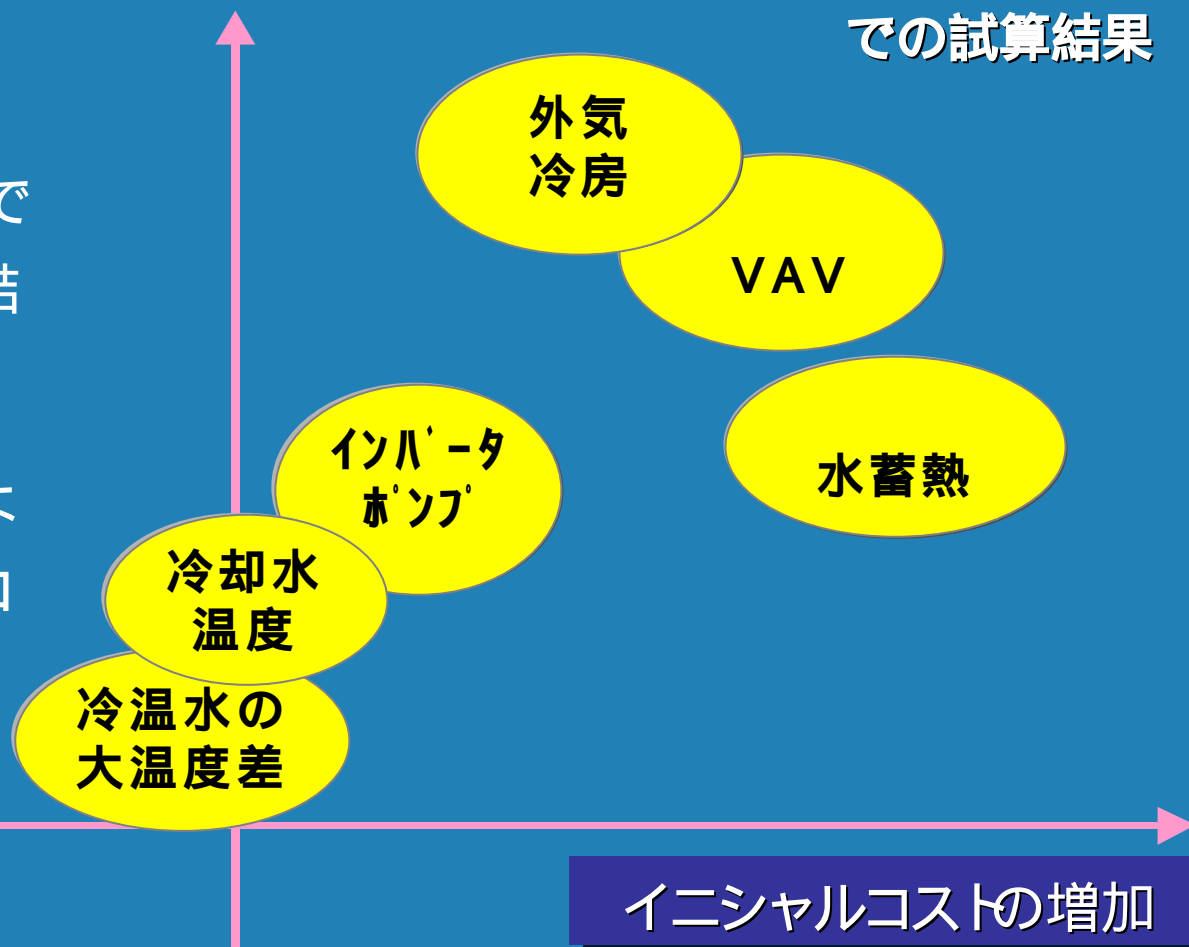 での試算結果
外気
冷房
で
VAV
結
インバータ
ポンプ
水蓄熱
冷却水
温度
冷温水の
大温度差
イニシャルコストの増加